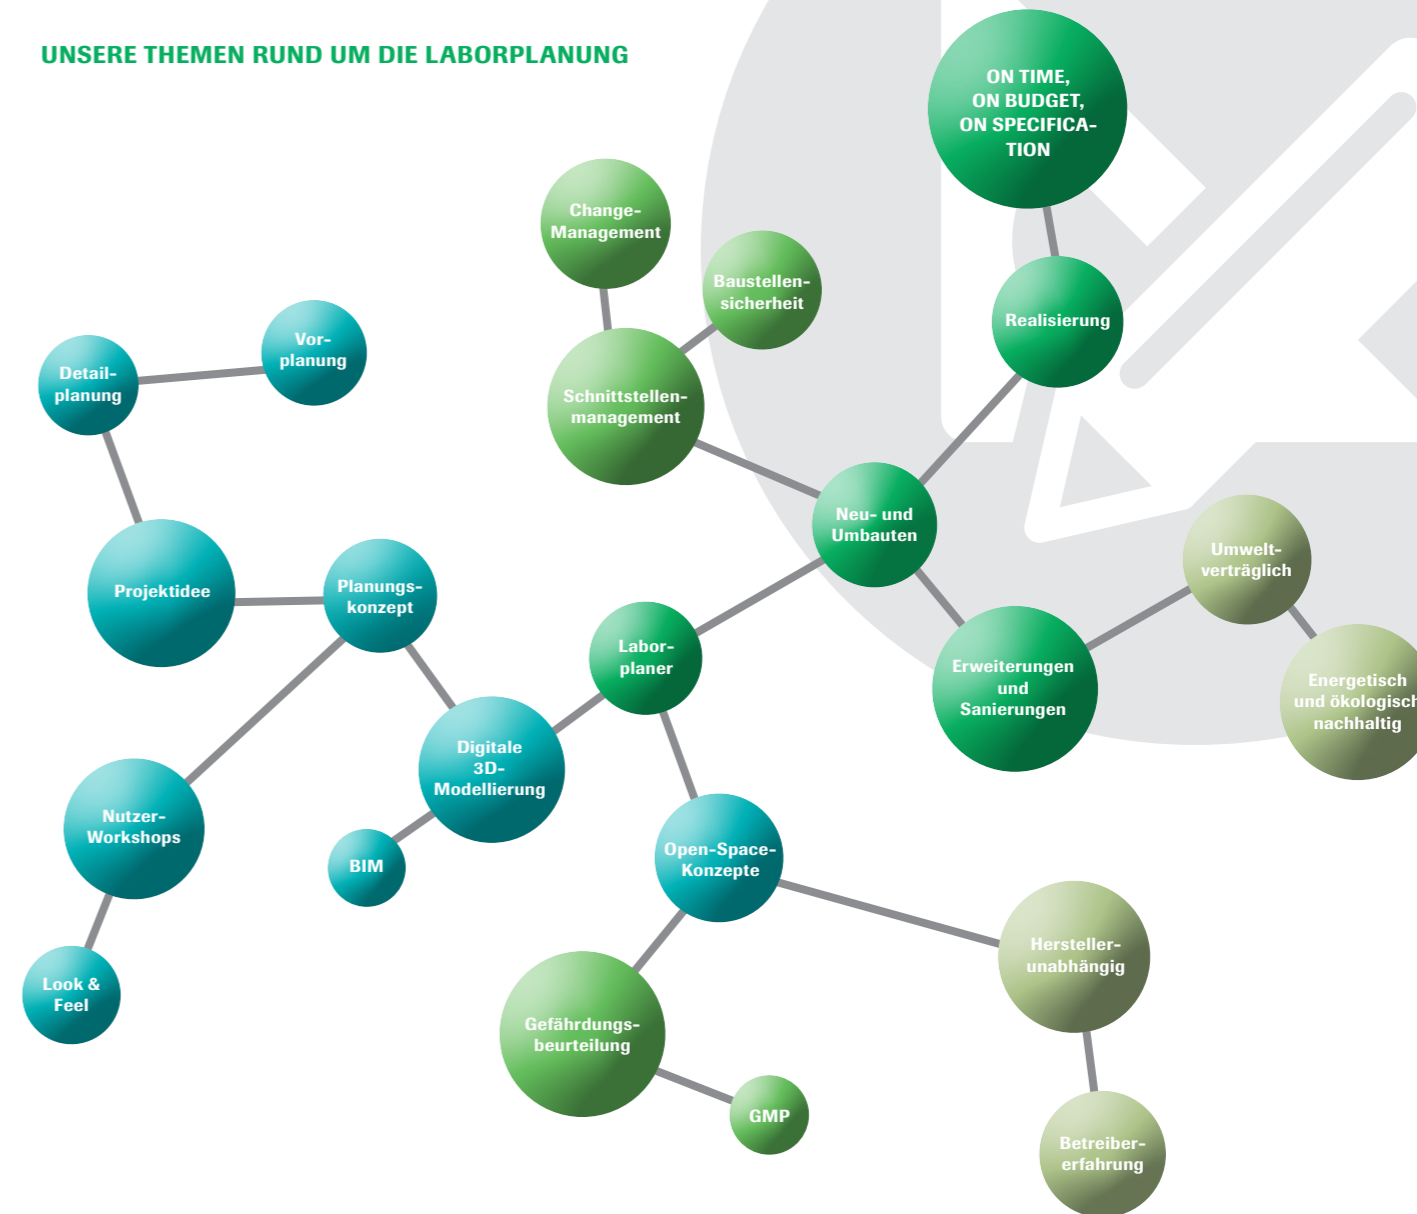 UNSERE THEMEN RUND UM DIE LABORPLANUNG
ON TIME,
ON BUDGET,
ON SPECIFICA-
TION
Change-
Management
Baustellen-
sicherheit
Realisierung
Vor-
planung
Detail-
planung
Schnittstellen-
management
Neu- und
Umbauten
Umwelt-
verträglich
Projektidee
Planungs-
konzept
Labor-
planer
Erweiterungen
und
Sanierungen
Energetisch
und ökologisch
nachhaltig
Digitale
3D-
Modellierung
Nutzer-
Workshops
BIM
Open-Space-
Konzepte
Hersteller-
unabhängig
Look &
Feel
Gefährdungs-
beurteilung
GMP
Betreiber-
erfahrung